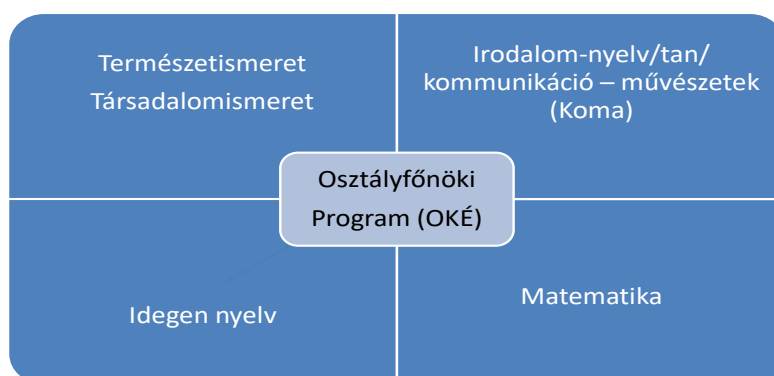 Természetismeret
Társadalomismeret
Irodalom-nyelv/tan/
kommunikáció – művészetek
(Koma)
Osztályfőnöki
Program (OKÉ)
Idegen nyelv
Matematika